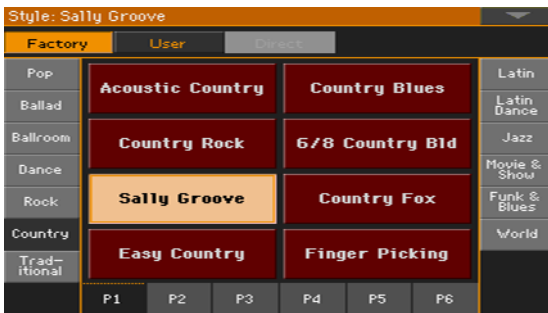 Style: Sally Groove
Factory User Direct
Pop
Ballad
Ballroom
Dance
Rock
Country
Trad-
itional
Acoustic Country Country Blues
Country Rock 6/8 Country Bld
Sally Groove Country Fox
Easy Country Finger Picking
Latin
Latin
Dance
Jazz
Movie &
Show
Funk &
Blues
World
P1 P2 P3 P4 P5 P6